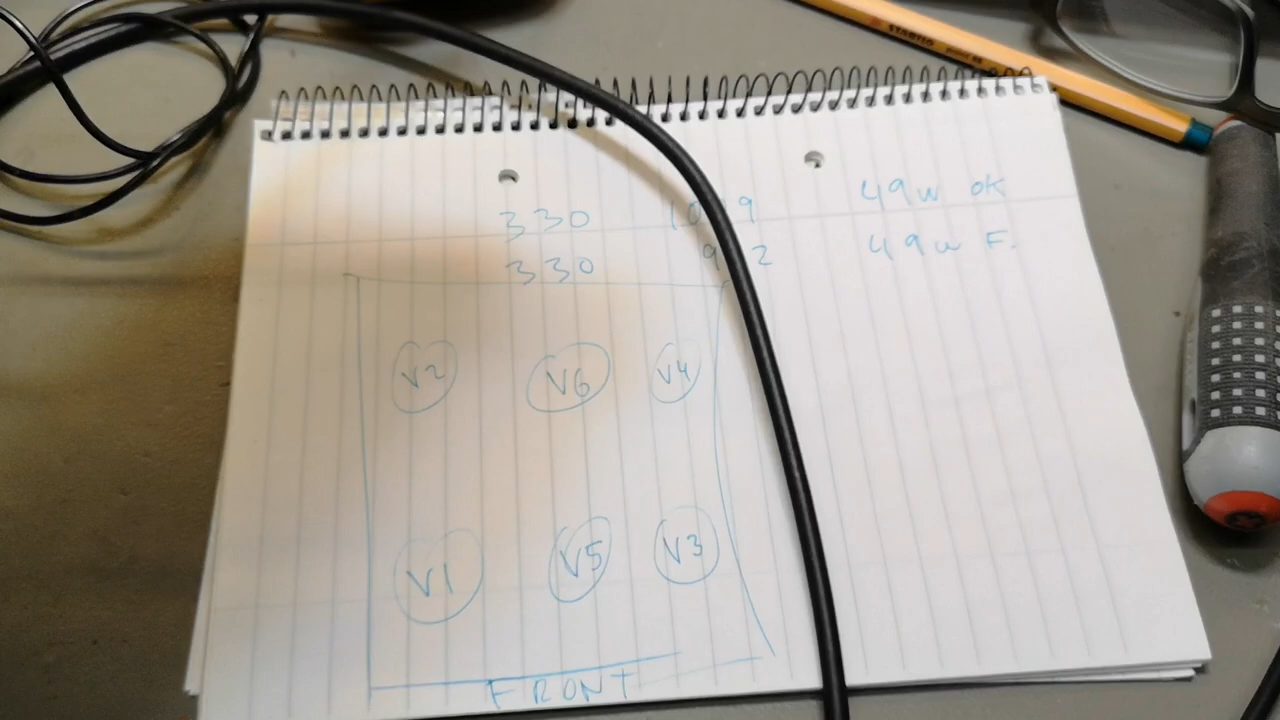 STABILO
330 49w OK
330 49w F.
V2 V6 V4
V1 V5 V3
FRONT